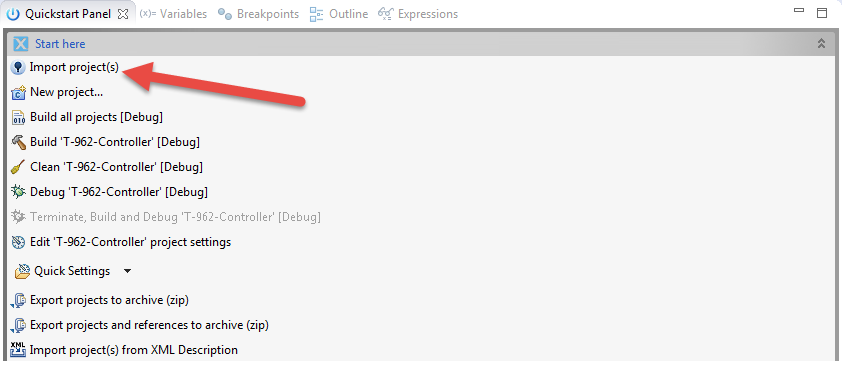 Quickstart Panel (x)= Variables Breakpoints Outline Expressions
Start here
Import project(s)
New project...
Build all projects [Debug]
Build 'T-962-Controller' [Debug]
Clean 'T-962-Controller' [Debug]
Debug 'T-962-Controller' [Debug]
Terminate, Build and Debug 'T-962-Controller' [Debug]
Edit 'T-962-Controller' project settings
Quick Settings
Export projects to archive (zip)
Export projects and references to archive (zip)
XML Import project(s) from XML Description